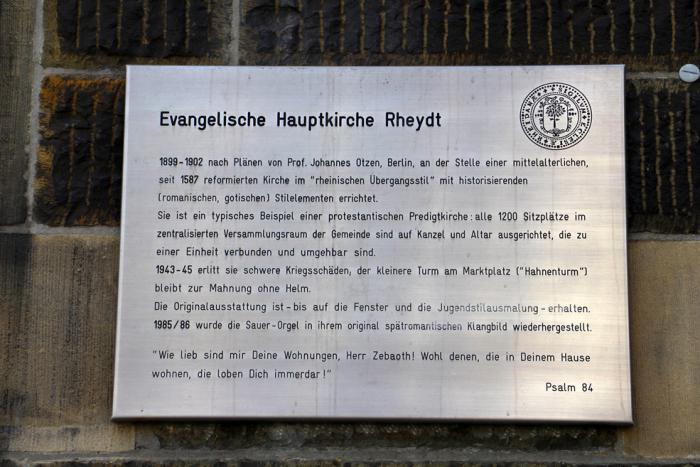 Evangelische Hauptkirche Rheydt
1899-1902 nach Plänen von Prof. Johannes Otzen, Berlin, an der Stelle einer mittelalterlichen,
seit 1587 reformierten Kirche im "rheinischen Übergangsstil" mit historisierenden
(romanischen, gotischen) Stilelementen errichtet.
Sie ist ein typisches Beispiel einer protestantischen Predigtkirche: alle 1200 Sitzplätze im
zentralisierten Versammlungsraum der Gemeinde sind auf Kanzel und Altar ausgerichtet, die zu
einer Einheit verbunden und umgehbar sind.
1943-45 erlitt sie schwere Kriegsschäden, der kleinere Turm am Marktplatz ("Hahnenturm")
bleibt zur Mahnung ohne Helm.
Die Originalausstattung ist - bis auf die Fenster und die Jugendstilausmalung - erhalten.
1985/86 wurde die Sauer-Orgel in ihrem original spätromantischen Klangbild wiederhergestellt.
"Wie lieb sind mir Deine Wohnungen, Herr Zebaoth! Wohl denen, die in Deinem Hause
wohnen, die loben Dich immerdar!"
Psalm 84